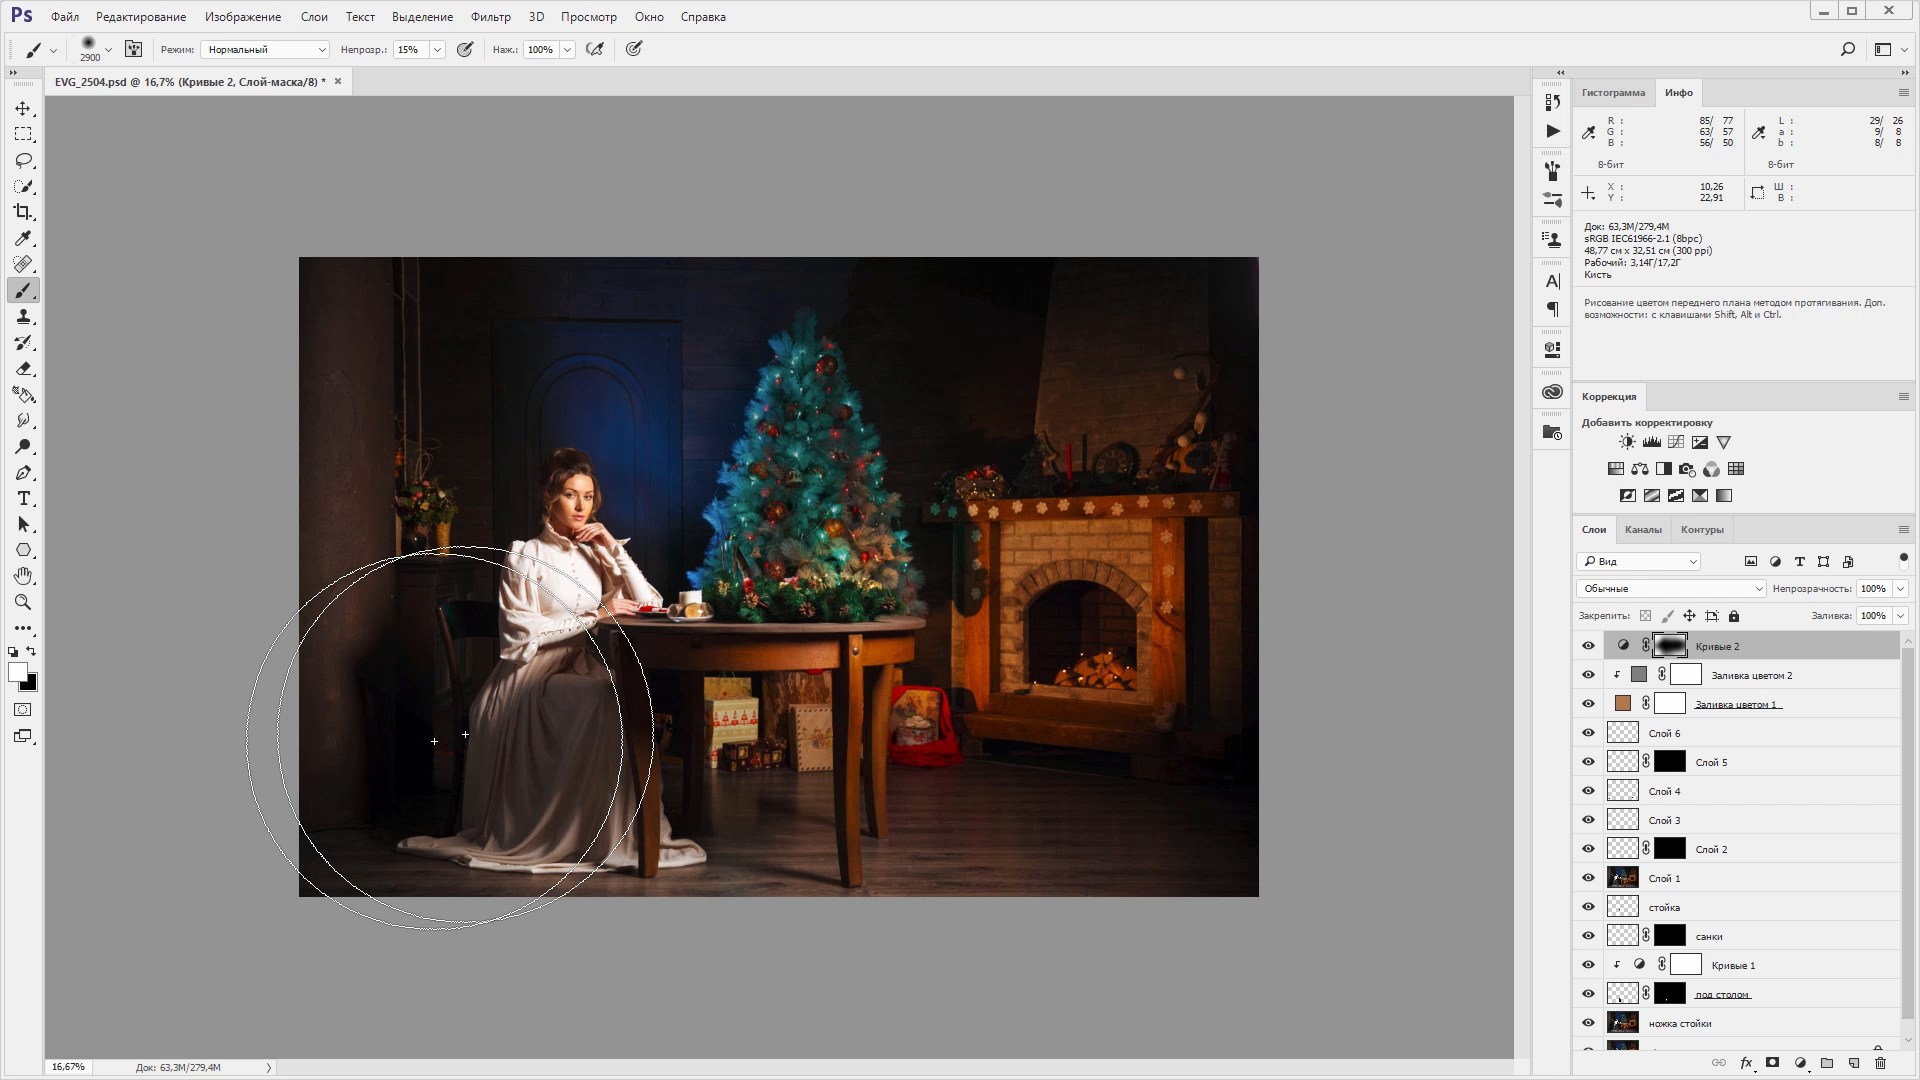 Ps Файл Редактирование Изображение Слои Текст Выделение Фильтр 3D Просмотр Окно Справка
2900 Режим: Нормальный Непрозр.: 15% Наж.: 100%
EVG_2504.psd @ 16,7% (Кривые 2, Слой-маска/8) *
Гистограмма Инфо
R : 85/ 77 L : 29/ 26
G : 63/ 57 a : 9/ 8
B : 56/ 50 b : 8/ 8
8-бит 8-бит
X : 10,26 Ш :
Y : 22,91 В :
Док: 63,3M/279,4M
sRGB IEC61966-2.1 (8bpc)
48,77 см x 32,51 см (300 ppi)
Рабочий: 3,14Г/17,2Г
Кисть
Рисование цветом переднего плана методом протягивания. Доп.
возможности: с клавишами Shift, Alt и Ctrl.
Коррекция
Добавить корректировку
Слои Каналы Контуры
Вид
Обычные Непрозрачность: 100%
Закрепить: Заливка: 100%
Кривые 2
Заливка цветом 2
Заливка цветом 1
Слой 6
Слой 5
Слой 4
Слой 3
Слой 2
Слой 1
стойка
санки
Кривые 1
под столом
ножка стойки
16,67% Док: 63,3M/279,4M